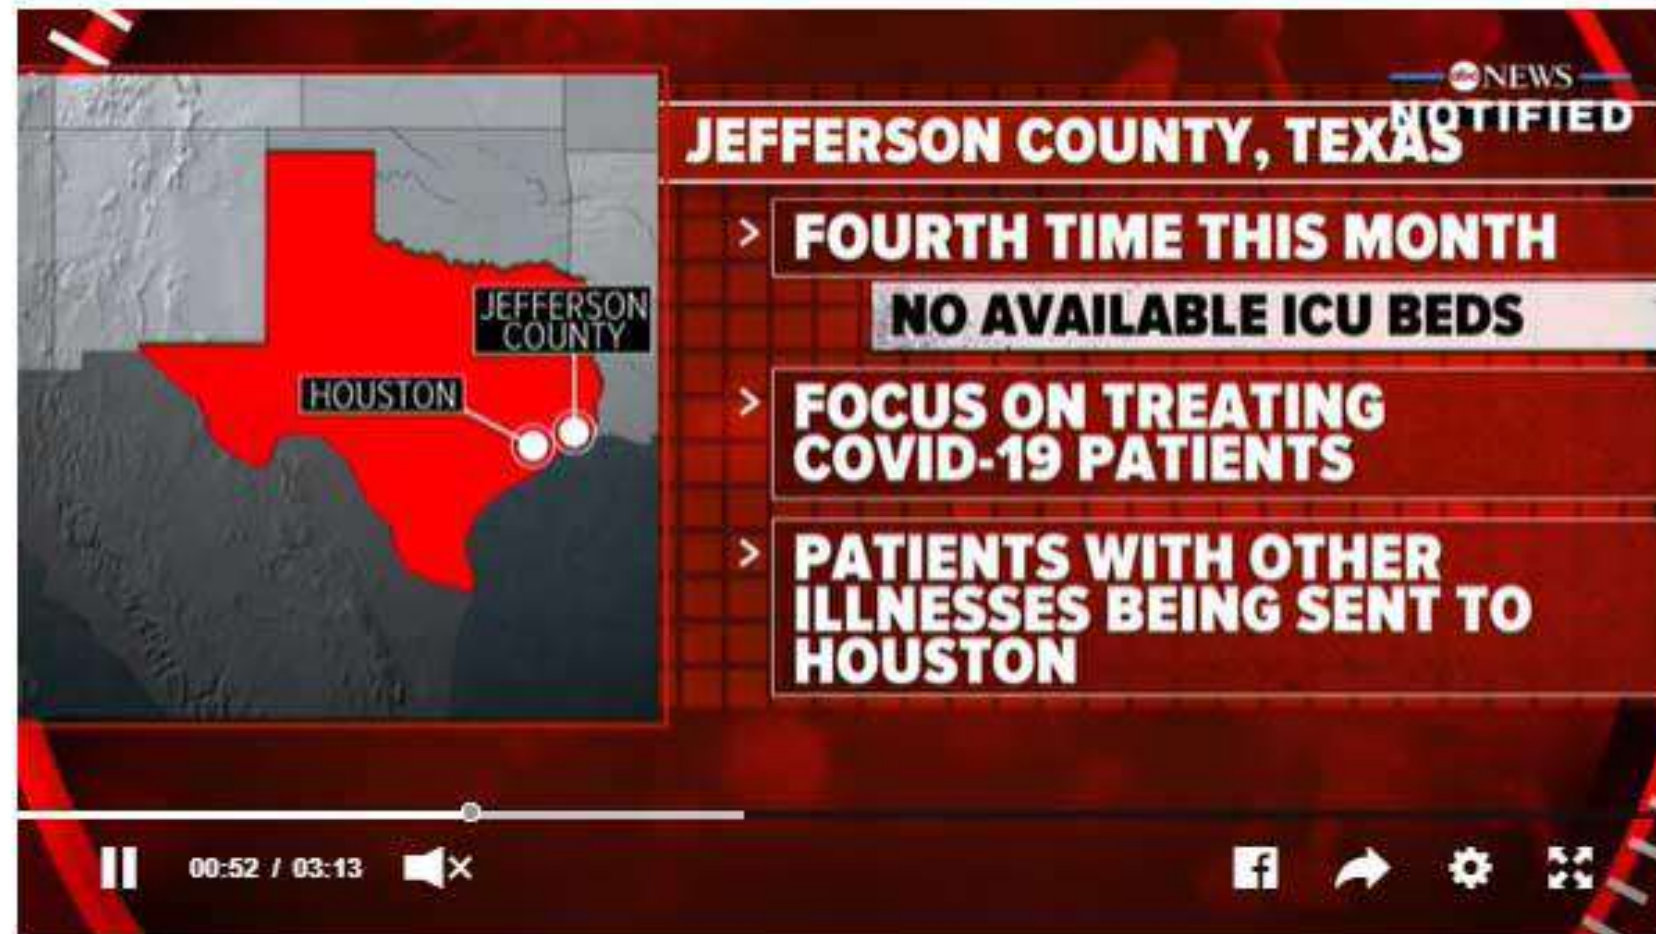 abc NEWS
NOTIFIED
JEFFERSON COUNTY, TEXAS
> FOURTH TIME THIS MONTH
NO AVAILABLE ICU BEDS
> FOCUS ON TREATING
COVID-19 PATIENTS
> PATIENTS WITH OTHER
ILLNESSES BEING SENT TO
HOUSTON
JEFFERSON
COUNTY
HOUSTON
00:52 / 03:13